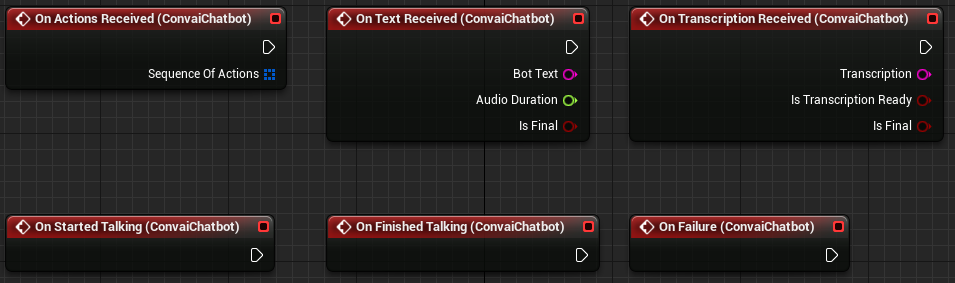 On Actions Received (ConvaiChatbot)
Sequence Of Actions
On Text Received (ConvaiChatbot)
Bot Text
Audio Duration
Is Final
On Transcription Received (ConvaiChatbot)
Transcription
Is Transcription Ready
Is Final
On Started Talking (ConvaiChatbot)
On Finished Talking (ConvaiChatbot)
On Failure (ConvaiChatbot)